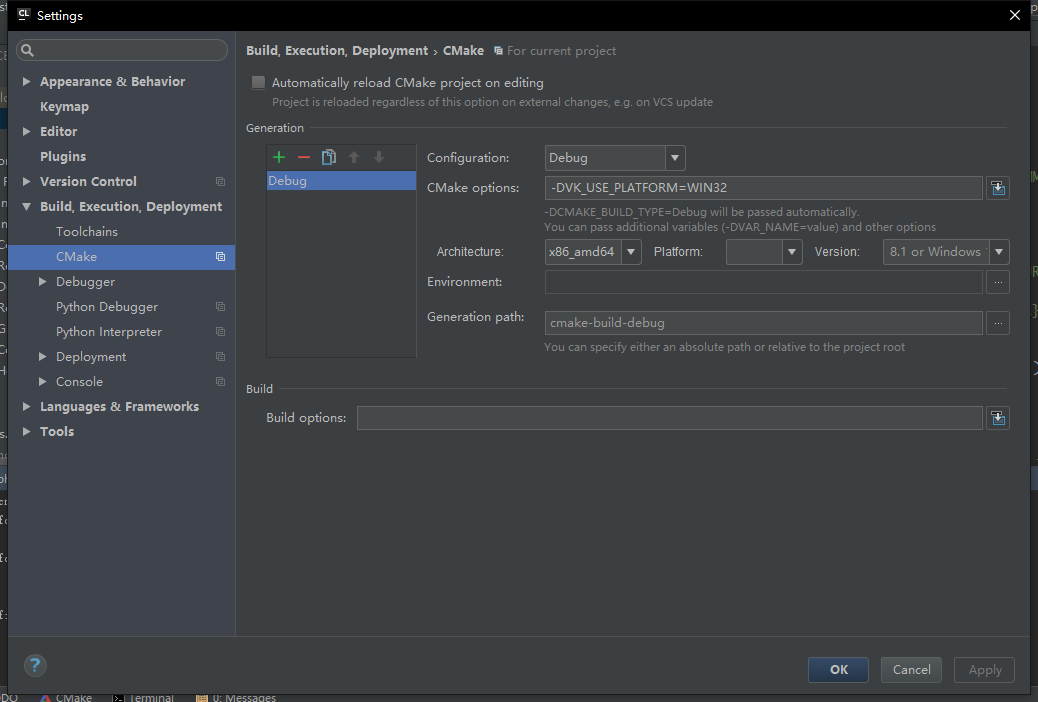 CL Settings
Appearance & Behavior
Keymap
Editor
Plugins
Version Control
Build, Execution, Deployment
Toolchains
CMake
Debugger
Python Debugger
Python Interpreter
Deployment
Console
Languages & Frameworks
Tools
?
Build, Execution, Deployment › CMake For current project
Automatically reload CMake project on editing
Project is reloaded regardless of this option on external changes, e.g. on VCS update
Generation
Debug
Configuration: Debug
CMake options: -DVK_USE_PLATFORM=WIN32
-DCMAKE_BUILD_TYPE=Debug will be passed automatically.
You can pass additional variables (-DVAR_NAME=value) and other options
Architecture: x86_amd64 Platform: Version: 8.1 or Windows
Environment: ...
Generation path: cmake-build-debug ...
You can specify either an absolute path or relative to the project root
Build
Build options:
OK Cancel Apply
CMake Terminal 0: Messages